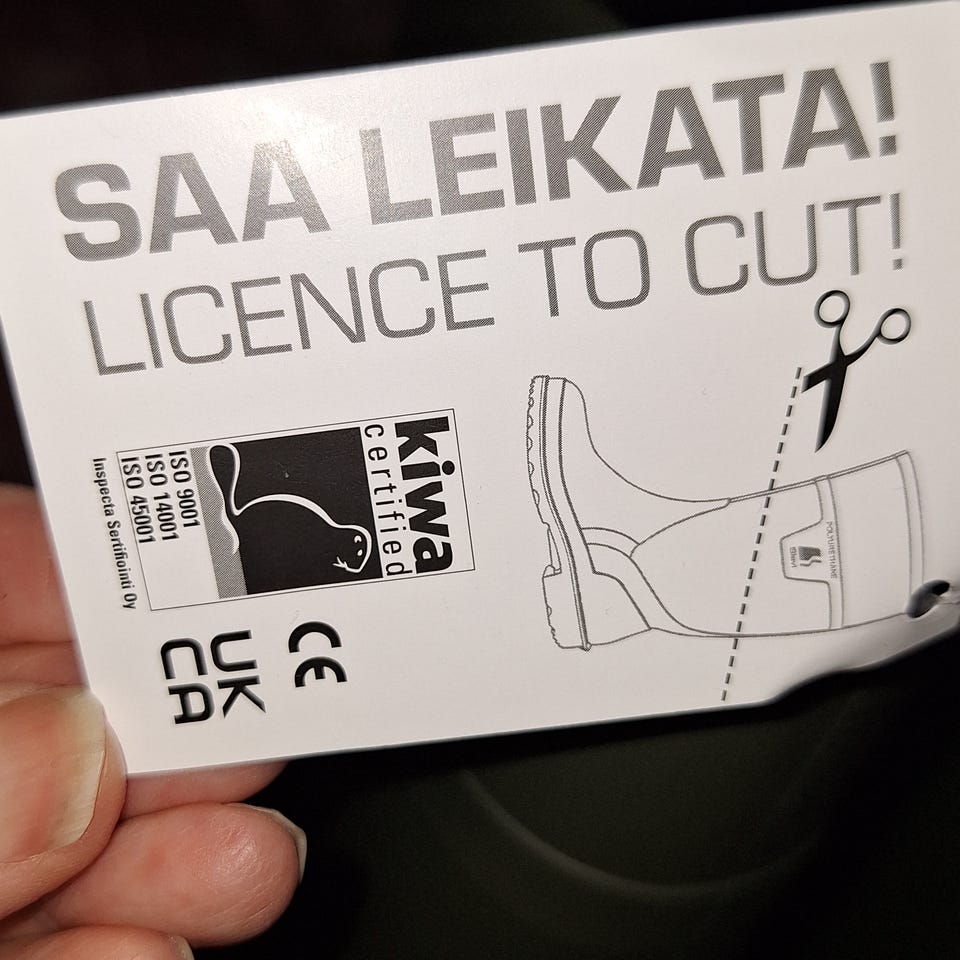 SAA LEIKATA!
LICENCE TO CUT!
kiwa
certified
ISO 9001
ISO 14001
ISO 45001
Inspecta Sertifiointi Oy
CE
UK
CA
POLYURETHANE